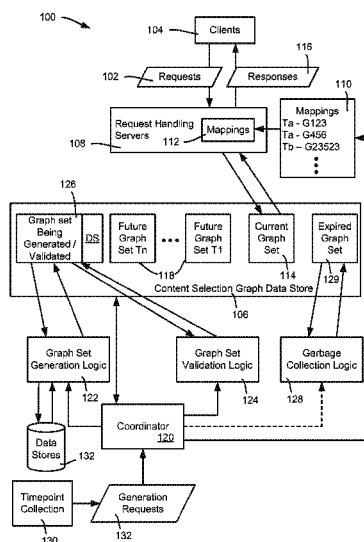 100
Clients
104
116
102
Requests
Responses
110
Request Handling
Servers
Mappings
112
108
Mappings
Ta - G123
Ta - G456
Tb - G23523
126
Graph set
Being
Generated /
Validated
DS
Future
Graph
Set Tn
Future
Graph
Set T1
118
Current
Graph
Set
114
Expired
Graph
Set
129
Content Selection Graph Data Store
106
Graph Set
Generation Logic
122
Graph Set
Validation Logic
124
Garbage
Collection Logic
128
Data
Stores
132
Coordinator
120
Timepoint
Collection
130
Generation
Requests
132